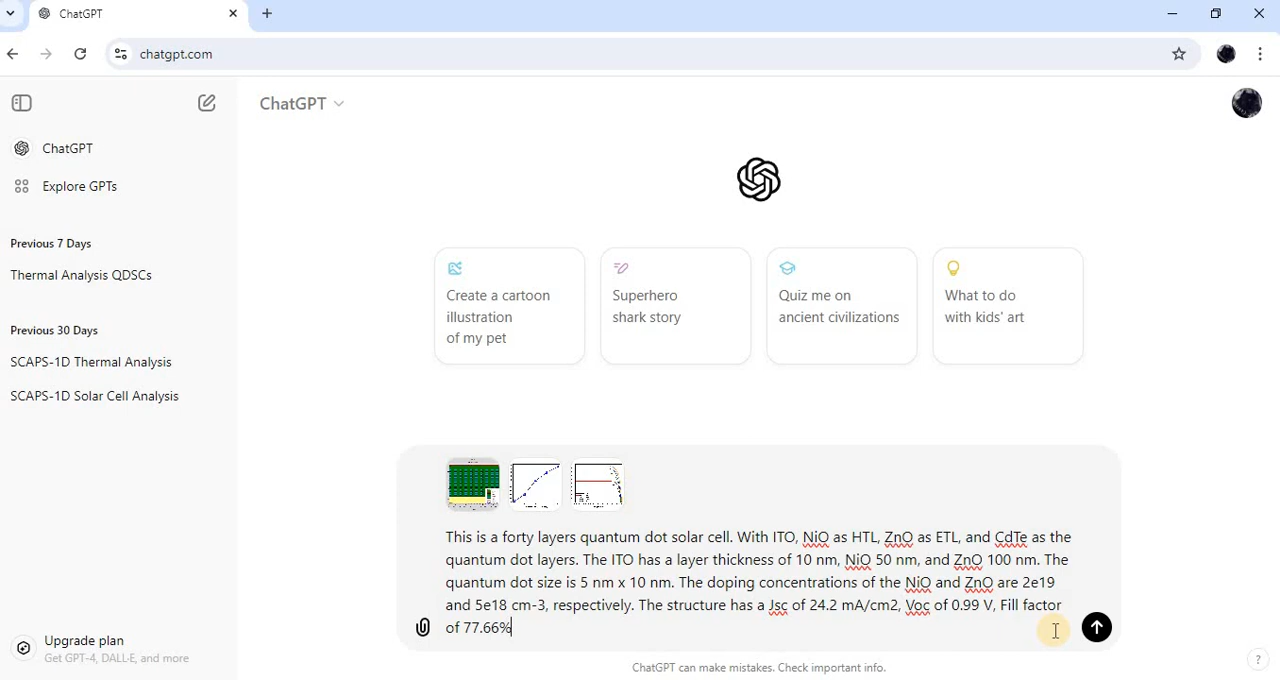 ChatGPT
chatgpt.com
ChatGPT
ChatGPT
Explore GPTs
Previous 7 Days
Thermal Analysis QDSCs
Previous 30 Days
SCAPS-1D Thermal Analysis
SCAPS-1D Solar Cell Analysis
Create a cartoon
illustration
of my pet
Superhero
shark story
Quiz me on
ancient civilizations
What to do
with kids' art
This is a forty layers quantum dot solar cell. With ITO, NiO as HTL, ZnO as ETL, and CdTe as the
quantum dot layers. The ITO has a layer thickness of 10 nm, NiO 50 nm, and ZnO 100 nm. The
quantum dot size is 5 nm x 10 nm. The doping concentrations of the NiO and ZnO are 2e19
and 5e18 cm-3, respectively. The structure has a Jsc of 24.2 mA/cm2, Voc of 0.99 V, Fill factor
of 77.66%
Upgrade plan
Get GPT-4, DALL·E, and more
ChatGPT can make mistakes. Check important info.
?